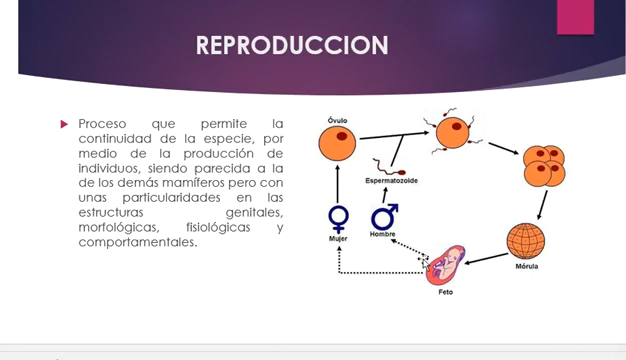 REPRODUCCION
Proceso que permite la
continuidad de la especie, por
medio de la producción de
individuos, siendo parecida a la
de los demás mamíferos pero con
unas particularidades en las
estructuras genitales,
morfológicas, fisiológicas y
comportamentales.
Óvulo
Espermatozoide
Mujer
Hombre
Mórula
Feto